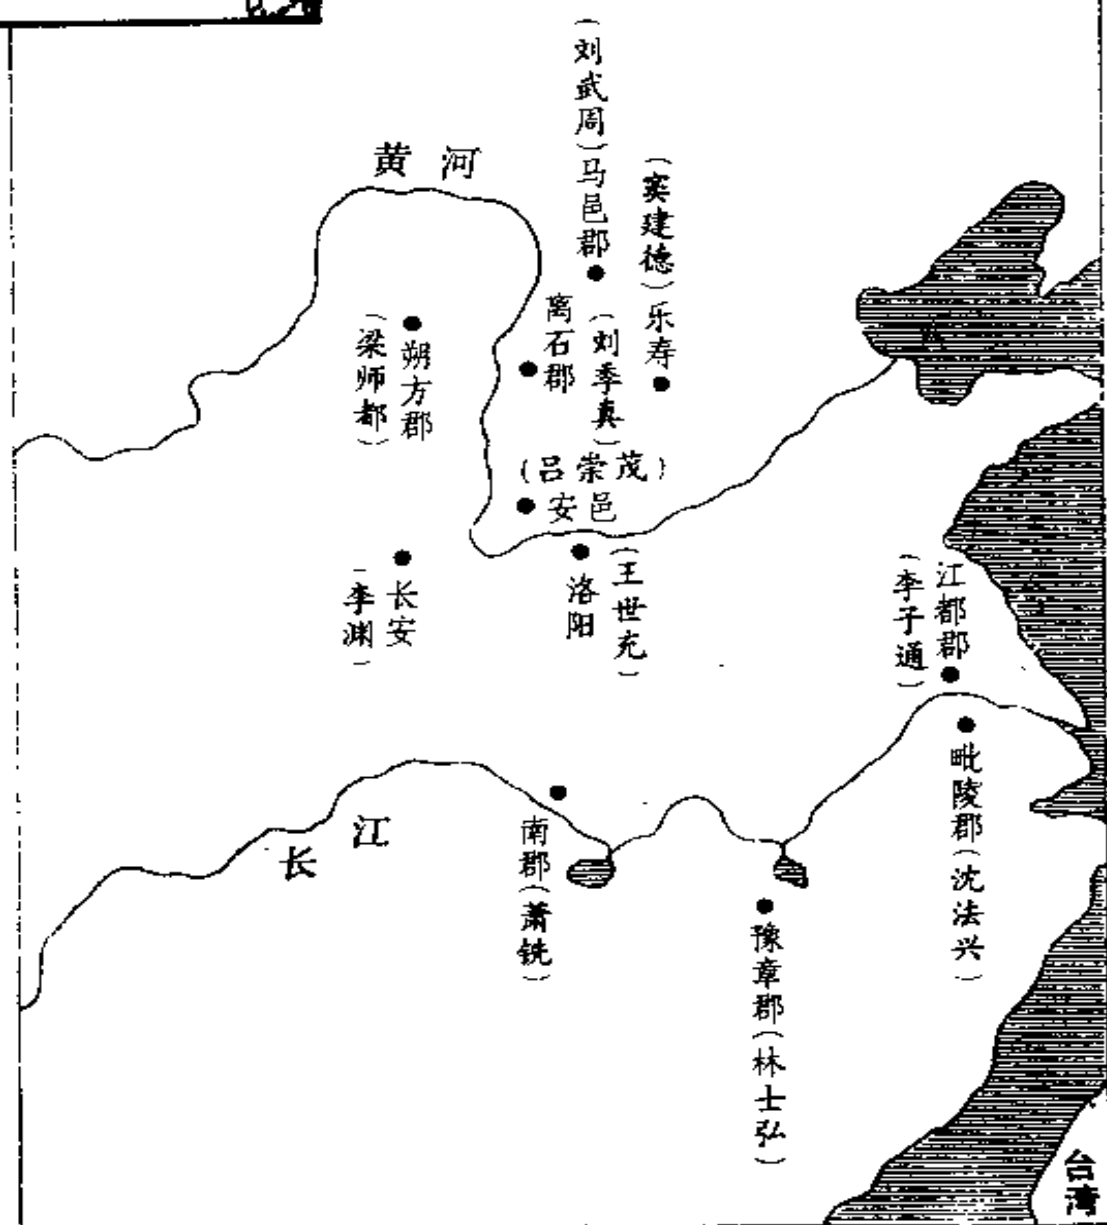 黄河
(刘武周)马邑郡
(窦建德)乐寿
离石郡
(刘季真)
朔方郡
(梁师都)
(吕崇茂)
安邑
洛阳
(王世充)
长安
(李渊)
江都郡
(李子通)
毗陵郡(沈法兴)
长江
南郡(萧铣)
豫章郡(林士弘)
台湾